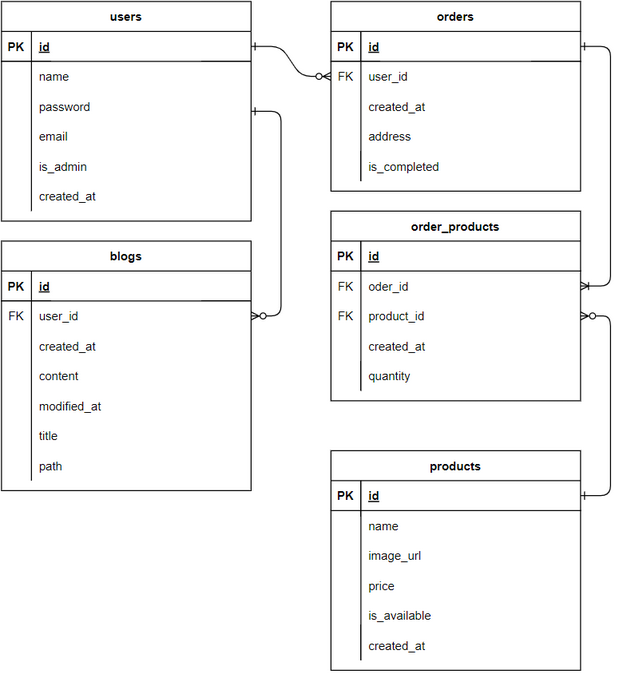 users
PK id
name
password
email
is_admin
created_at
blogs
PK id
FK user_id
created_at
content
modified_at
title
path
orders
PK id
FK user_id
created_at
address
is_completed
order_products
PK id
FK oder_id
FK product_id
created_at
quantity
products
PK id
name
image_url
price
is_available
created_at